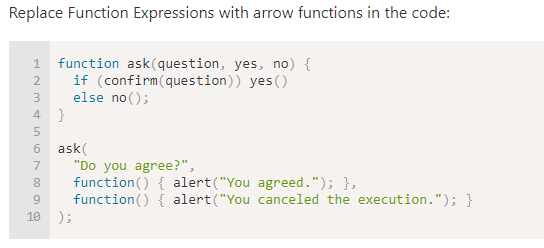 Replace Function Expressions with arrow functions in the code:
1 function ask(question, yes, no) {
2   if (confirm(question)) yes()
3   else no();
4 }
5
6 ask(
7   "Do you agree?",
8   function() { alert("You agreed."); },
9   function() { alert("You canceled the execution."); }
10 );